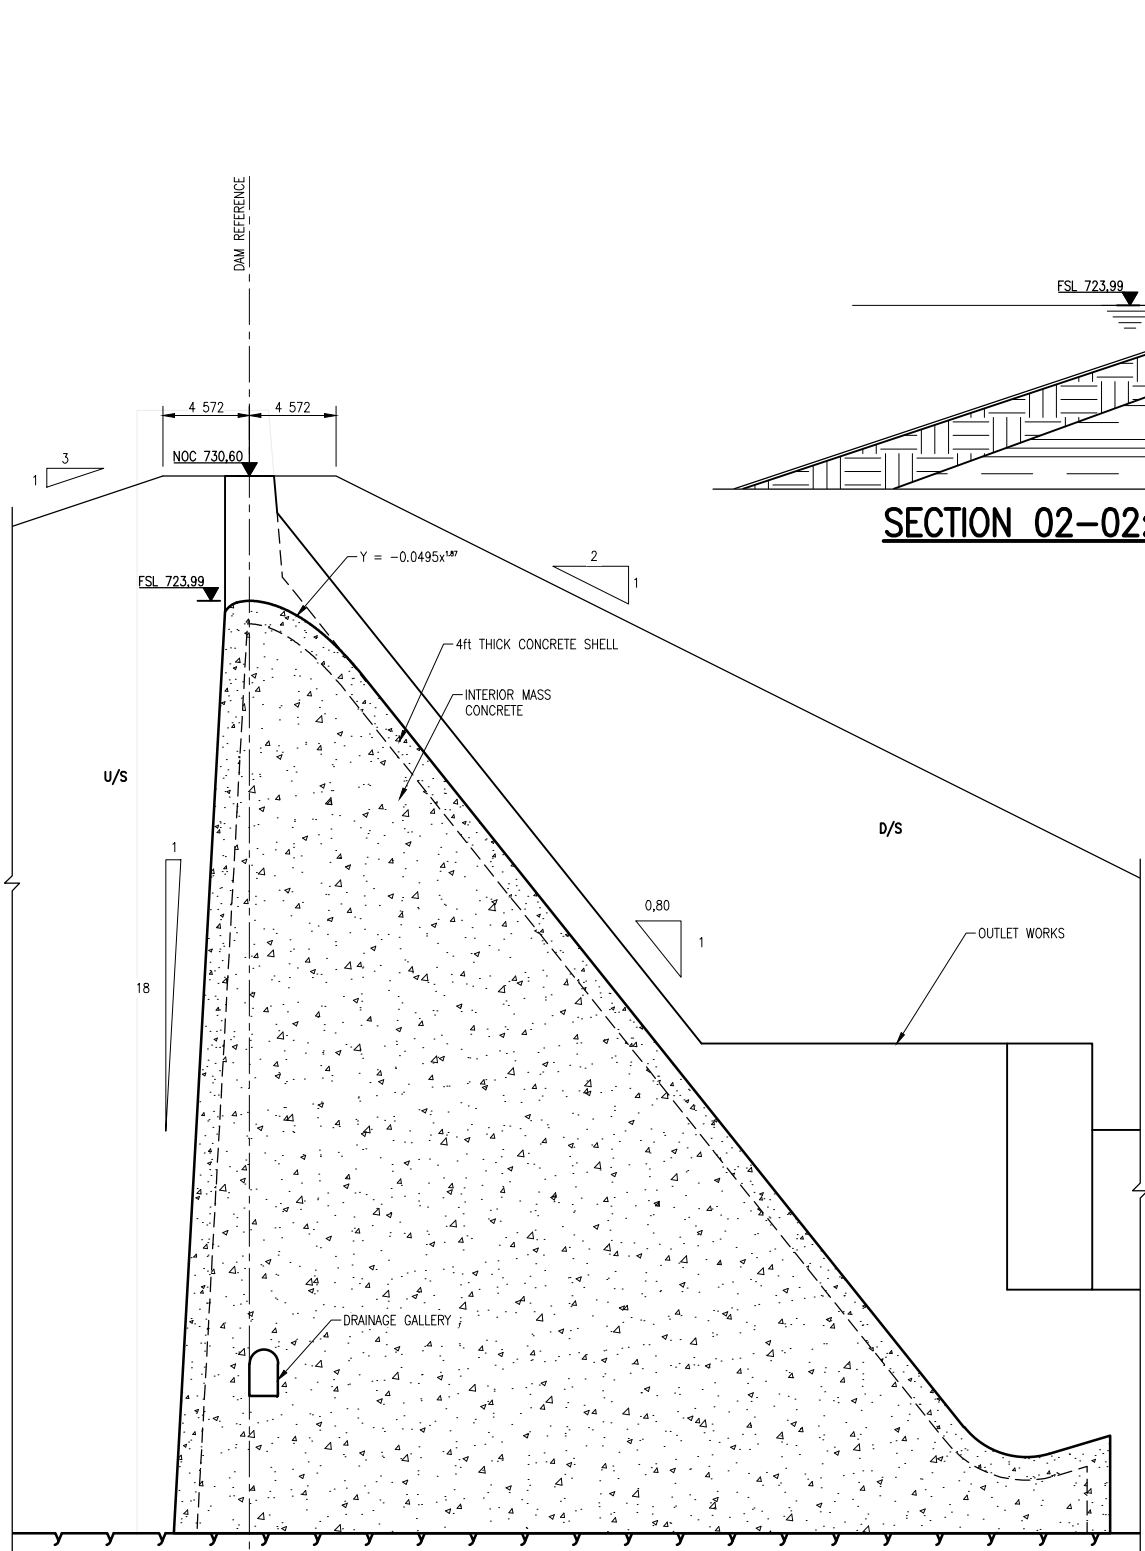 DAM REFERENCE
FSL 723,99
4 572
4 572
3
1
NOC 730,60
SECTION 02-02
Y = -0.0495x¹·⁸⁷
2
1
FSL 723,99
4ft THICK CONCRETE SHELL
INTERIOR MASS
CONCRETE
U/S
D/S
1
18
0,80
1
OUTLET WORKS
DRAINAGE GALLERY